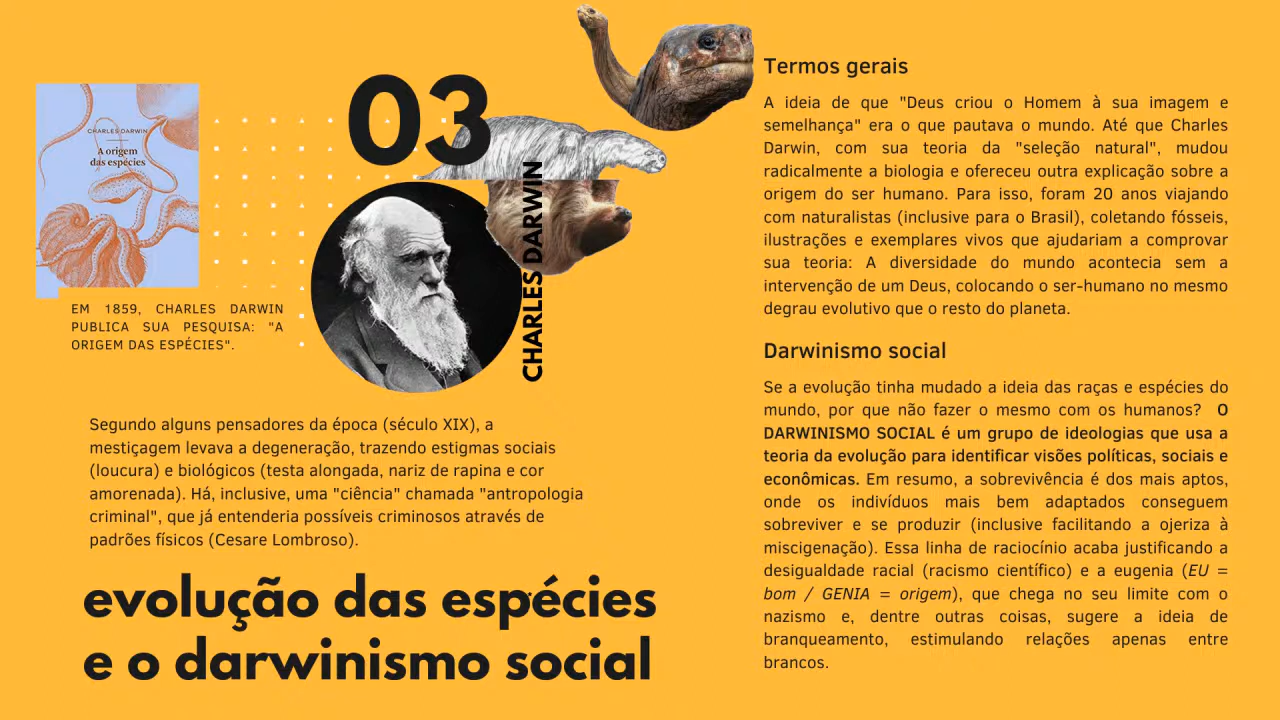 03
CHARLES DARWIN
A origem
das espécies
EM 1859, CHARLES DARWIN
PUBLICA SUA PESQUISA: "A
ORIGEM DAS ESPÉCIES".
CHARLES DARWIN
Segundo alguns pensadores da época (século XIX), a
mestiçagem levava a degeneração, trazendo estigmas sociais
(loucura) e biológicos (testa alongada, nariz de rapina e cor
amorenada). Há, inclusive, uma "ciência" chamada "antropologia
criminal", que já entenderia possíveis criminosos através de
padrões físicos (Cesare Lombroso).
evolução das espécies
e o darwinismo social
Termos gerais
A ideia de que "Deus criou o Homem à sua imagem e
semelhança" era o que pautava o mundo. Até que Charles
Darwin, com sua teoria da "seleção natural", mudou
radicalmente a biologia e ofereceu outra explicação sobre a
origem do ser humano. Para isso, foram 20 anos viajando
com naturalistas (inclusive para o Brasil), coletando fósseis,
ilustrações e exemplares vivos que ajudariam a comprovar
sua teoria: A diversidade do mundo acontecia sem a
intervenção de um Deus, colocando o ser-humano no mesmo
degrau evolutivo que o resto do planeta.
Darwinismo social
Se a evolução tinha mudado a ideia das raças e espécies do
mundo, por que não fazer o mesmo com os humanos? O
DARWINISMO SOCIAL é um grupo de ideologias que usa a
teoria da evolução para identificar visões políticas, sociais e
econômicas. Em resumo, a sobrevivência é dos mais aptos,
onde os indivíduos mais bem adaptados conseguem
sobreviver e se produzir (inclusive facilitando a ojeriza à
miscigenação). Essa linha de raciocínio acaba justificando a
desigualdade racial (racismo científico) e a eugenia (EU =
bom / GENIA = origem), que chega no seu limite com o
nazismo e, dentre outras coisas, sugere a ideia de
branqueamento, estimulando relações apenas entre
brancos.